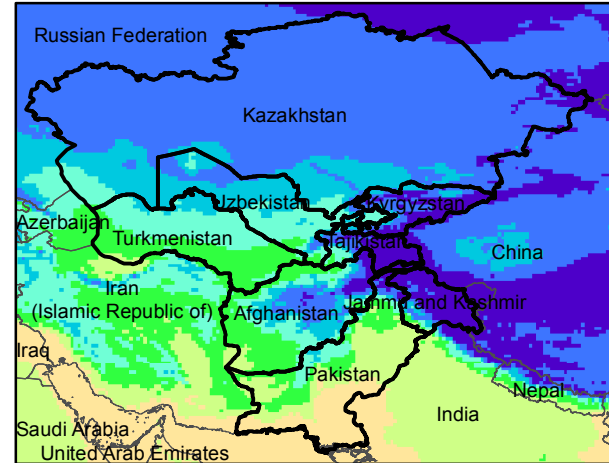 Russian Federation
Kazakhstan
Uzbekistan
Kyrgyzstan
Azerbaijan
Turkmenistan
Tajikistan
China
Iran
(Islamic Republic of)
Afghanistan
Jammu and Kashmir
Iraq
Pakistan
Nepal
India
Saudi Arabia
United Arab Emirates